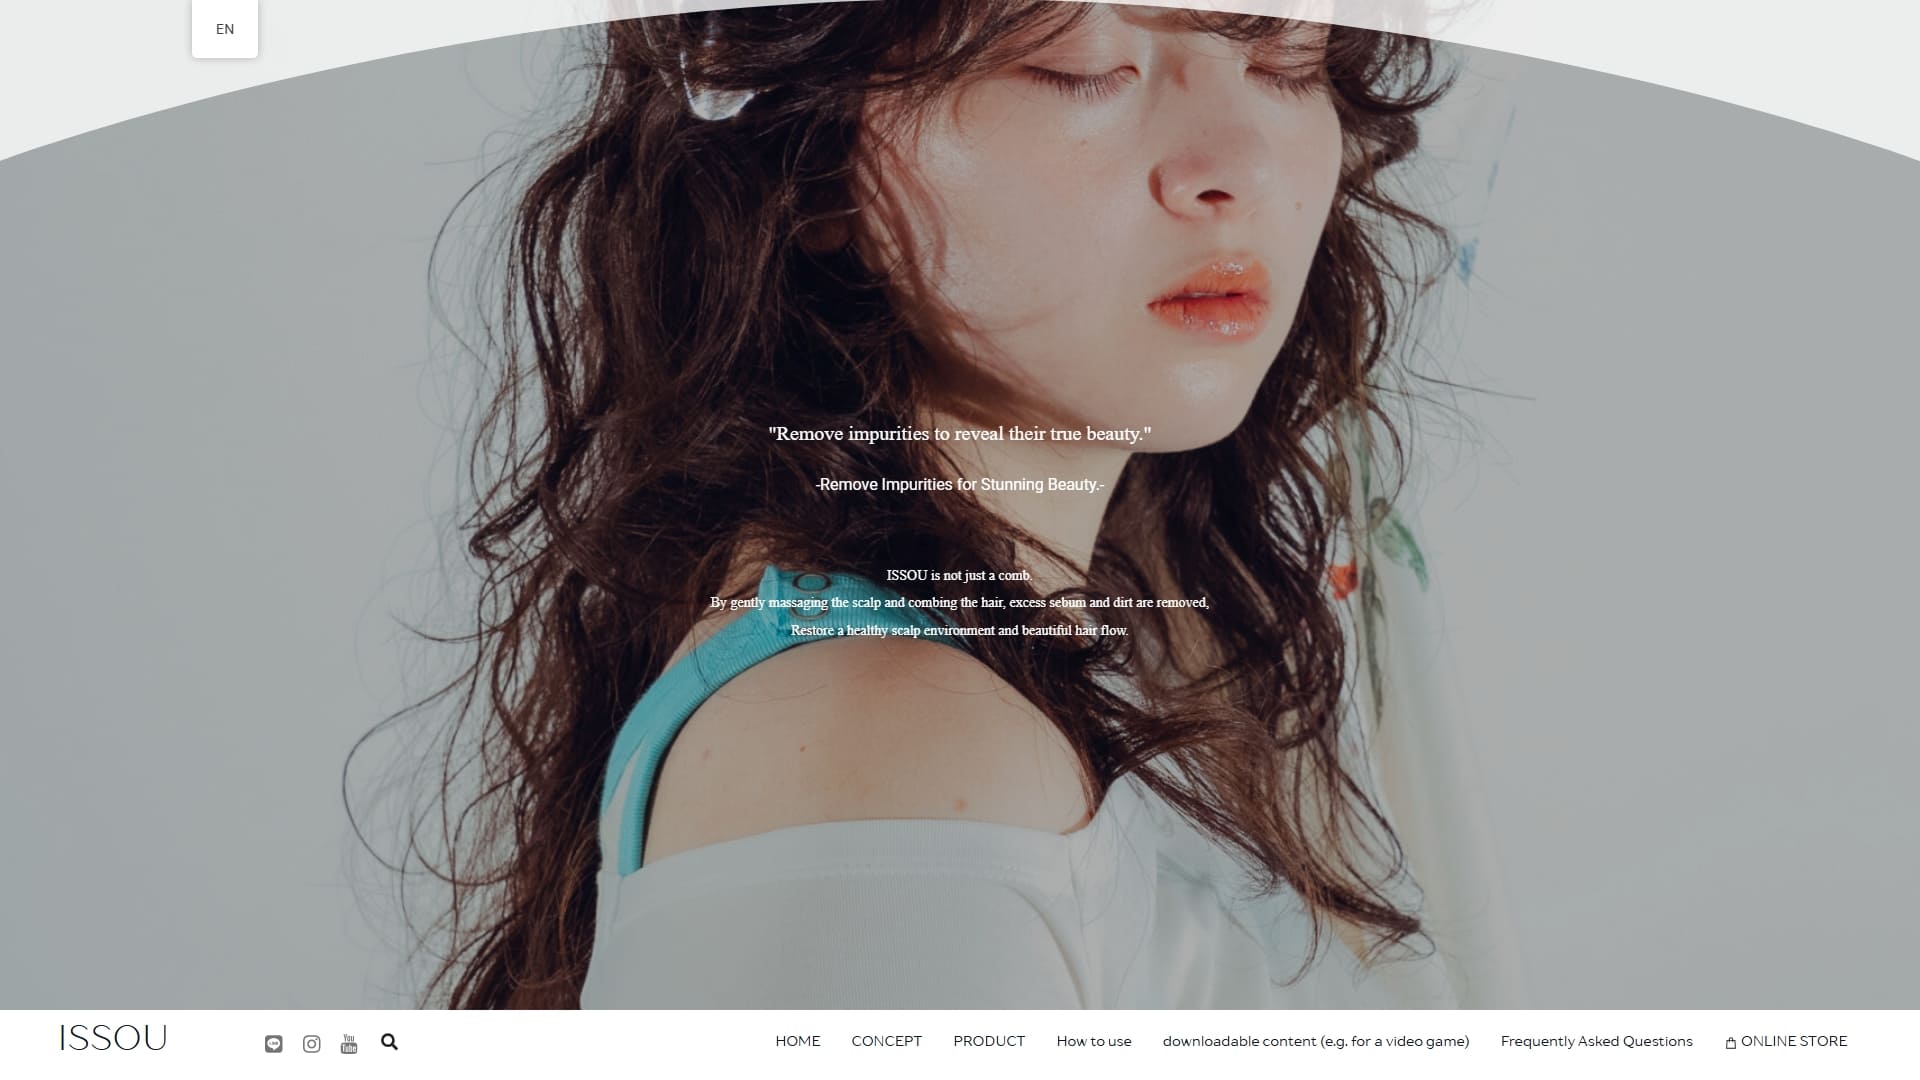 EN
"Remove impurities to reveal their true beauty."
-Remove Impurities for Stunning Beauty.-
ISSOU is not just a comb.
By gently massaging the scalp and combing the hair, excess sebum and dirt are removed,
Restore a healthy scalp environment and beautiful hair flow.
ISSOU
You
Tube
HOME CONCEPT PRODUCT How to use downloadable content (e.g. for a video game) Frequently Asked Questions ONLINE STORE